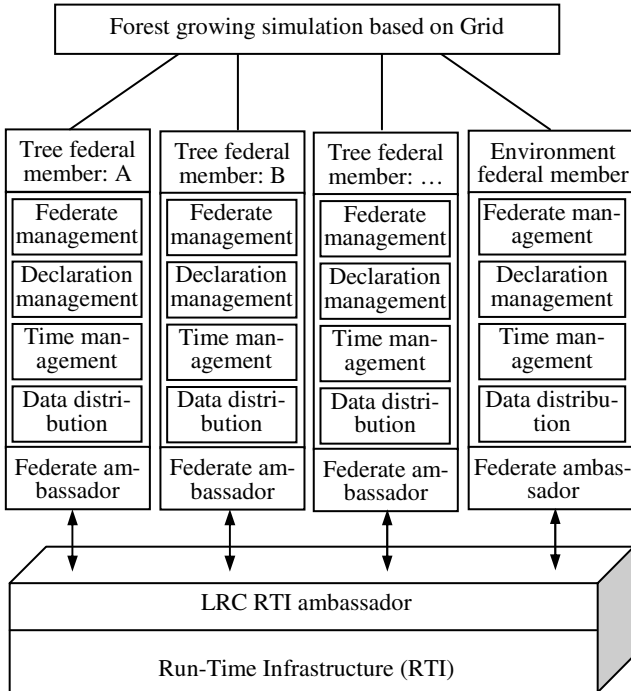 Forest growing simulation based on Grid
Tree federal
member: A
Federate
management
Declaration
management
Time man-
agement
Data distri-
bution
Federate am-
bassador
Tree federal
member: B
Federate
management
Declaration
management
Time man-
agement
Data distri-
bution
Federate am-
bassador
Tree federal
member: …
Federate
management
Declaration
management
Time man-
agement
Data distri-
bution
Federate am-
bassador
Environment
federal member
Federate man-
agement
Declaration
management
Time man-
agement
Data distribu-
tion
Federate ambas-
sador
LRC RTI ambassador
Run-Time Infrastructure (RTI)